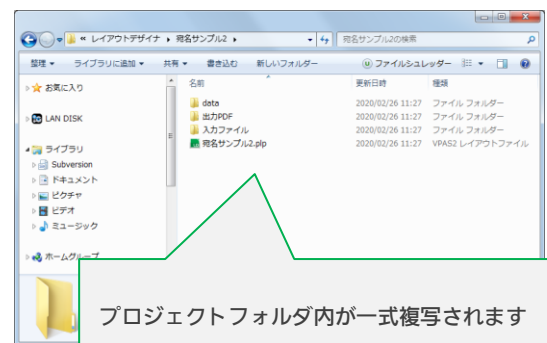 « レイアウトデザイナ ▸ 宛名サンプル2 ▸
宛名サンプル2の検索
整理 ▾ ライブラリに追加 ▾ 共有 ▾ 書き込む 新しいフォルダー ファイルシュレッダー
お気に入り
LAN DISK
ライブラリ
Subversion
ドキュメント
ピクチャ
ビデオ
ミュージック
ホームグループ
名前 更新日時 種類
data 2020/02/26 11:27 ファイル フォルダー
出力PDF 2020/02/26 11:27 ファイル フォルダー
入力ファイル 2020/02/26 11:27 ファイル フォルダー
宛名サンプル2.plp 2020/02/26 11:27 VPAS2 レイアウトファイル
プロジェクトフォルダ内が一式複写されます